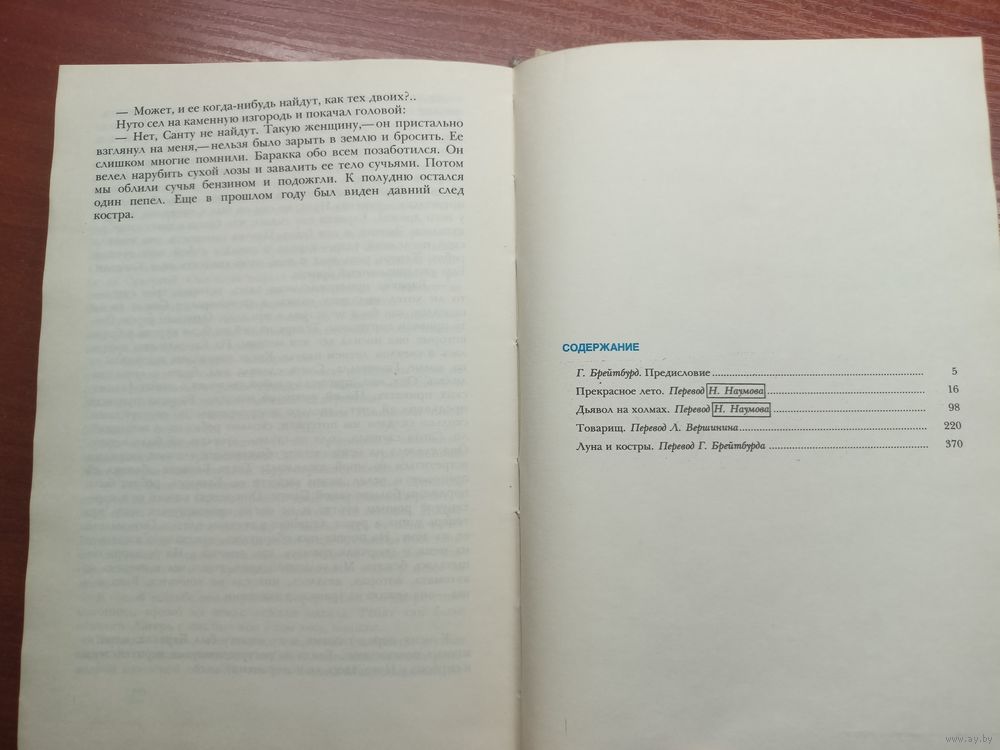 — Может, и ее когда-нибудь найдут, как тех двоих?..
Нуто сел на каменную изгородь и покачал головой:
— Нет, Санту не найдут. Такую женщину,— он пристально
взглянул на меня,— нельзя было зарыть в землю и бросить. Ее
слишком многие помнили. Баракка обо всем позаботился. Он
велел нарубить сухой лозы и завалить ее тело сучьями. Потом
мы облили сучья бензином и подожгли. К полудню остался
один пепел. Еще в прошлом году был виден давний след
костра.
СОДЕРЖАНИЕ
Г. Брейтбурд. Предисловие 5
Прекрасное лето. Перевод Н. Наумова 16
Дьявол на холмах. Перевод Н. Наумова 98
Товарищ. Перевод Л. Вершинина 220
Луна и костры. Перевод Г. Брейтбурда 370
www.ay.by